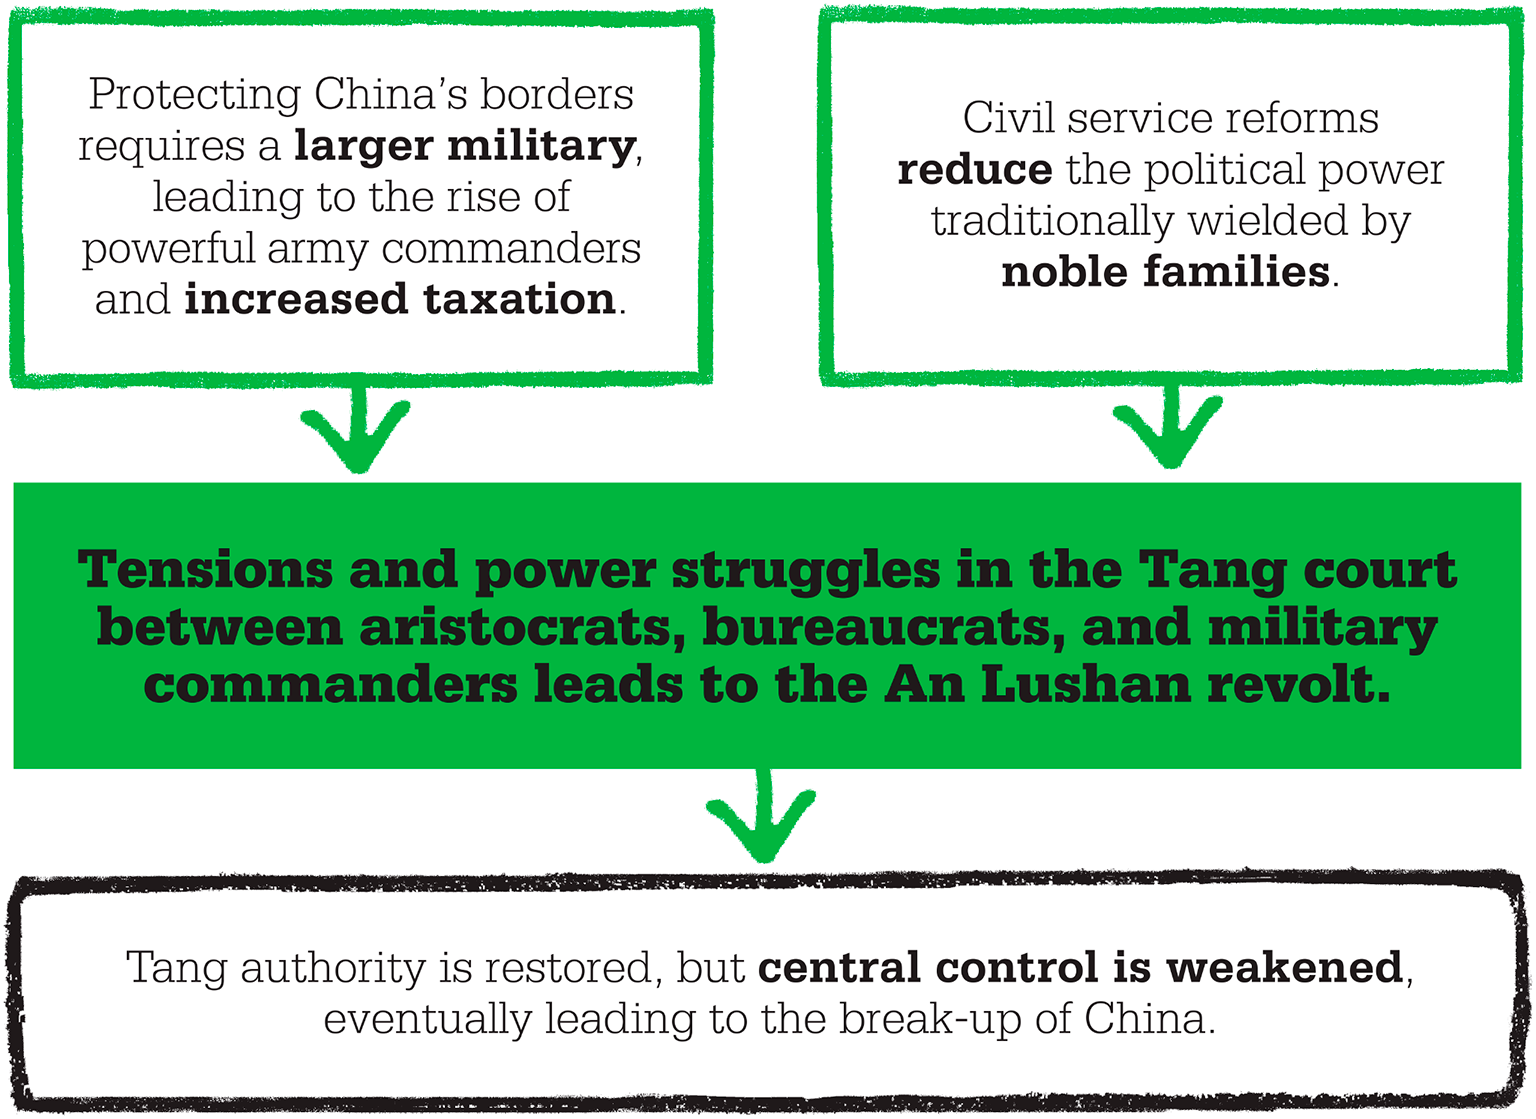 Protecting China’s borders
requires a larger military,
leading to the rise of
powerful army commanders
and increased taxation.
Civil service reforms
reduce the political power
traditionally wielded by
noble families.
Tensions and power struggles in the Tang court
between aristocrats, bureaucrats, and military
commanders leads to the An Lushan revolt.
Tang authority is restored, but central control is weakened,
eventually leading to the break-up of China.